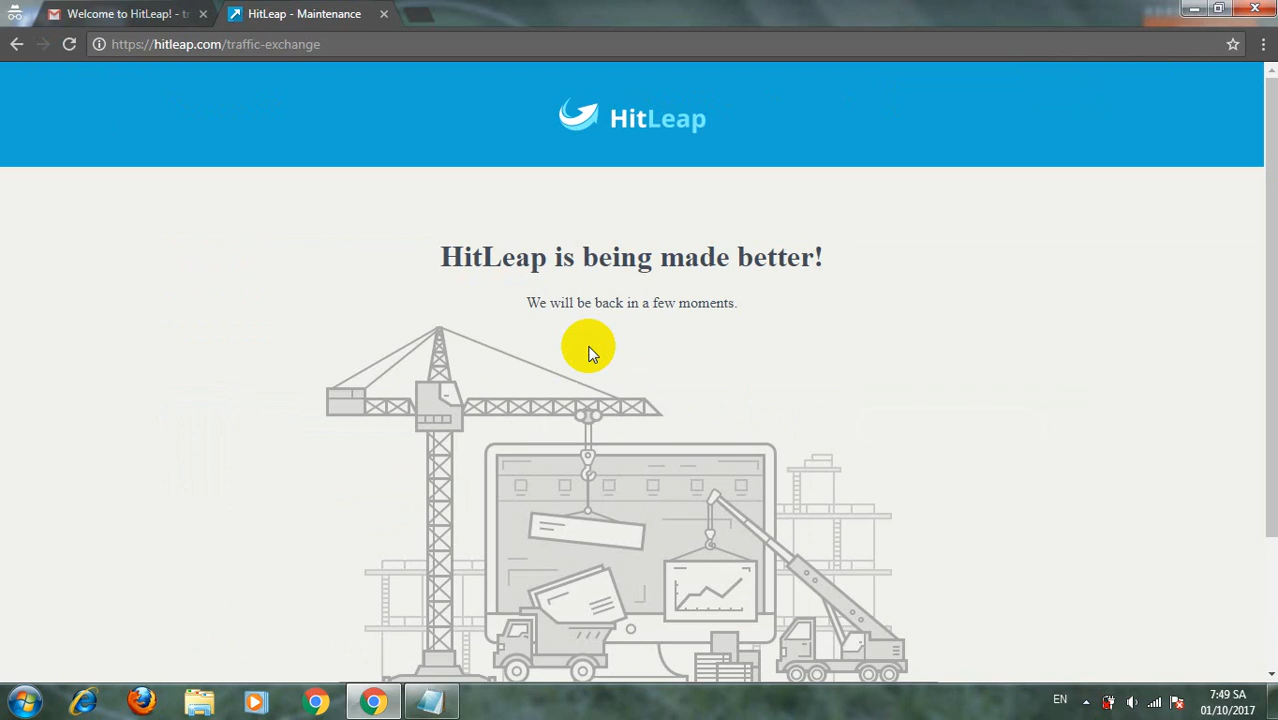 Welcome to HitLeap! - tr
HitLeap - Maintenance
https://hitleap.com/traffic-exchange
HitLeap
HitLeap is being made better!
We will be back in a few moments.
EN
7:49 SA
01/10/2017